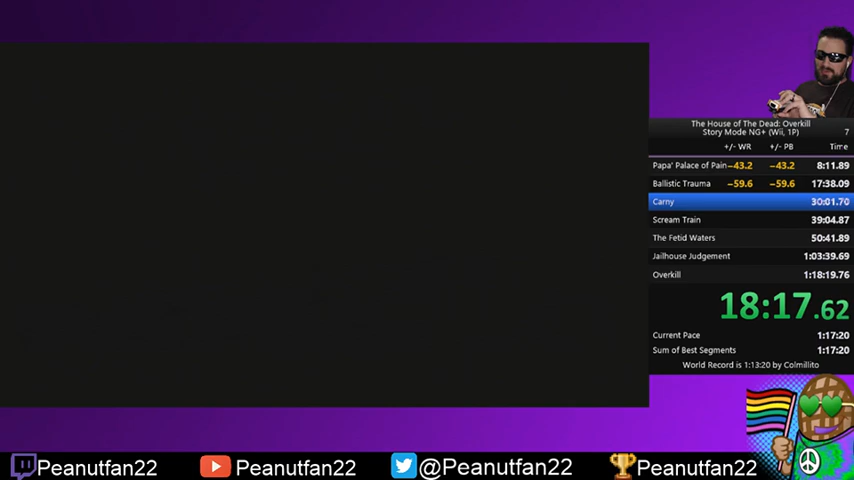 The House of The Dead: Overkill
Story Mode NG+ (Wii, 1P) 7
+/- WR +/- PB Time
Papa' Palace of Pain −43.2 −43.2 8:11.89
Ballistic Trauma −59.6 −59.6 17:38.09
Carny 30:01.70
Scream Train 39:04.87
The Fetid Waters 50:41.89
Jailhouse Judgement 1:03:39.69
Overkill 1:18:19.76
18:17.62
Current Pace 1:17:20
Sum of Best Segments 1:17:20
World Record is 1:13:20 by Colmillito
Peanutfan22 Peanutfan22 @Peanutfan22 Peanutfan22